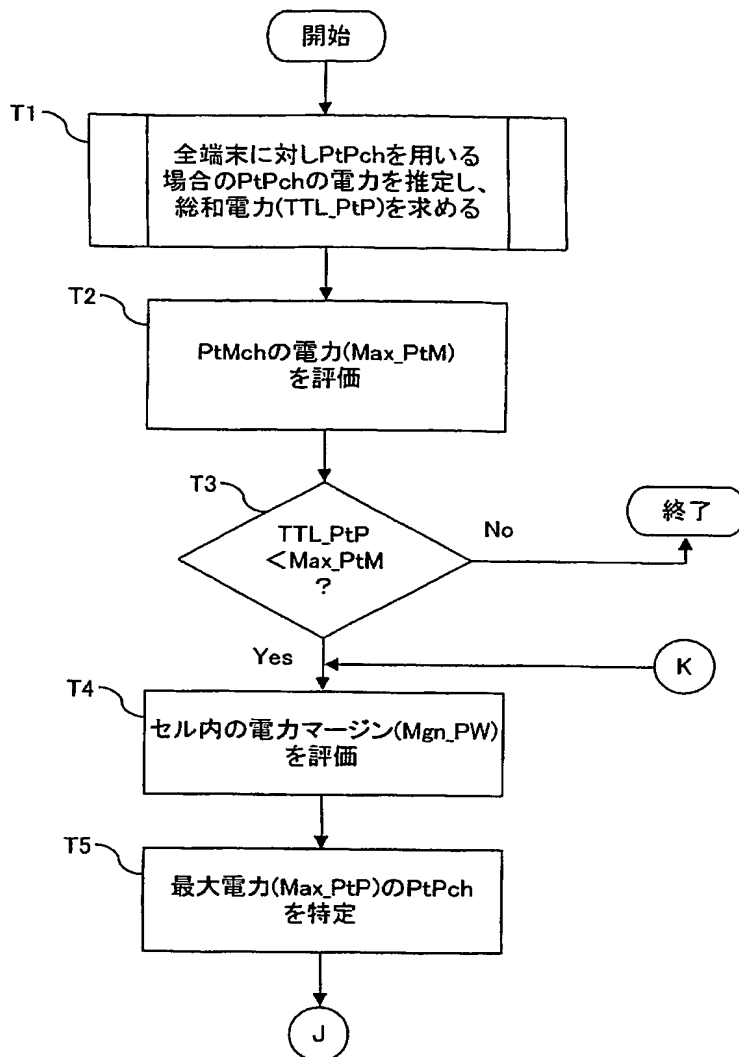 開始
T1
全端末に対しPtPchを用いる
場合のPtPchの電力を推定し、
総和電力(TTL_PtP)を求める
T2
PtMchの電力(Max_PtM)
を評価
T3
TTL_PtP
<Max_PtM
?
No
終了
Yes
K
T4
セル内の電力マージン(Mgn_PW)
を評価
T5
最大電力(Max_PtP)のPtPch
を特定
J